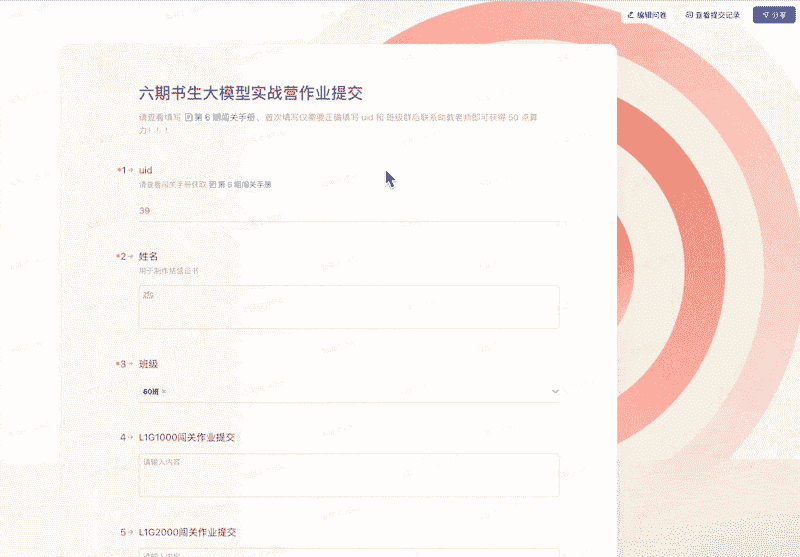 编辑问卷
查看提交记录
分享
六期书生大模型实战营作业提交
请查看填写 第 6 期闯关手册，首次填写仅需要正确填写 uid 和 班级群后联系助教老师即可获得 50 点算
力！！！
*1→ uid
请查看闯关手册获取 第 6 期闯关手册
39
*2→ 姓名
用于制作结营证书
*3→ 班级
60班 ×
4→ L1G1000闯关作业提交
请输入内容
5→ L1G2000闯关作业提交
请输入内容